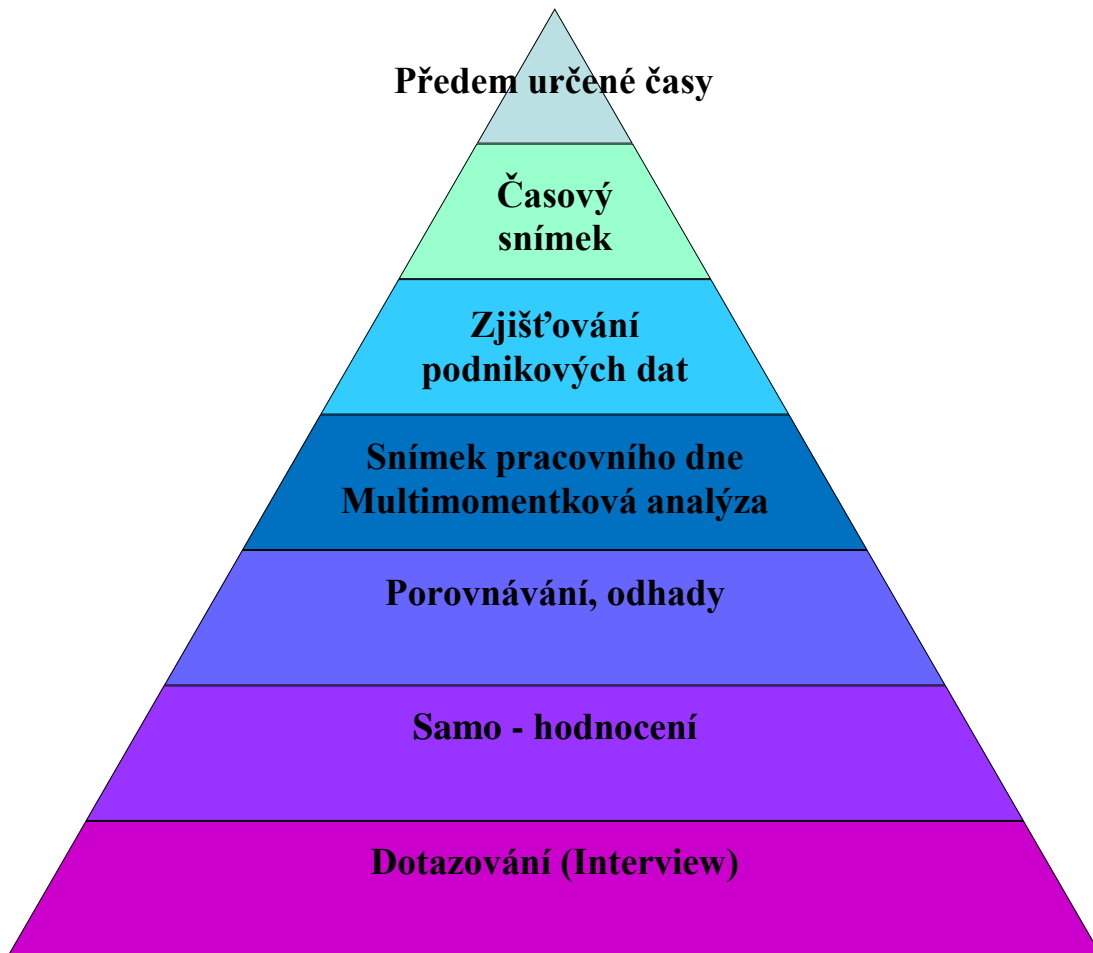 Předem určené časy
Časový
snímek
Zjišťování
podnikových dat
Snímek pracovního dne
Multimomentková analýza
Porovnávání, odhady
Samo - hodnocení
Dotazování (Interview)